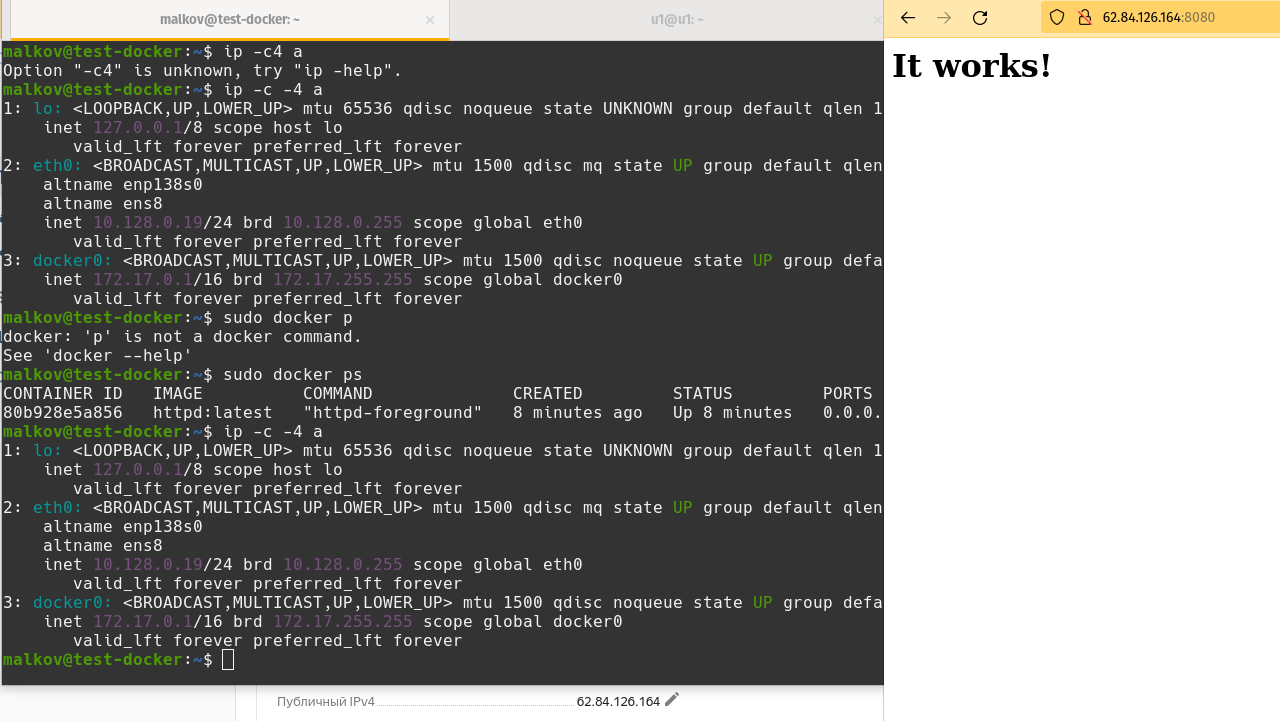 malkov@test-docker: ~
u1@u1: ~
malkov@test-docker:~$ ip -c4 a
Option "-c4" is unknown, try "ip -help".
malkov@test-docker:~$ ip -c -4 a
1: lo: <LOOPBACK,UP,LOWER_UP> mtu 65536 qdisc noqueue state UNKNOWN group default qlen 1
inet 127.0.0.1/8 scope host lo
valid_lft forever preferred_lft forever
2: eth0: <BROADCAST,MULTICAST,UP,LOWER_UP> mtu 1500 qdisc mq state UP group default qlen
altname enp138s0
altname ens8
inet 10.128.0.19/24 brd 10.128.0.255 scope global eth0
valid_lft forever preferred_lft forever
3: docker0: <BROADCAST,MULTICAST,UP,LOWER_UP> mtu 1500 qdisc noqueue state UP group defa
inet 172.17.0.1/16 brd 172.17.255.255 scope global docker0
valid_lft forever preferred_lft forever
malkov@test-docker:~$ sudo docker p
docker: 'p' is not a docker command.
See 'docker --help'
malkov@test-docker:~$ sudo docker ps
CONTAINER ID IMAGE COMMAND CREATED STATUS PORTS
80b928e5a856 httpd:latest "httpd-foreground" 8 minutes ago Up 8 minutes 0.0.0.
malkov@test-docker:~$ ip -c -4 a
1: lo: <LOOPBACK,UP,LOWER_UP> mtu 65536 qdisc noqueue state UNKNOWN group default qlen 1
inet 127.0.0.1/8 scope host lo
valid_lft forever preferred_lft forever
2: eth0: <BROADCAST,MULTICAST,UP,LOWER_UP> mtu 1500 qdisc mq state UP group default qlen
altname enp138s0
altname ens8
inet 10.128.0.19/24 brd 10.128.0.255 scope global eth0
valid_lft forever preferred_lft forever
3: docker0: <BROADCAST,MULTICAST,UP,LOWER_UP> mtu 1500 qdisc noqueue state UP group defa
inet 172.17.0.1/16 brd 172.17.255.255 scope global docker0
valid_lft forever preferred_lft forever
malkov@test-docker:~$
Публичный IPv4 62.84.126.164
62.84.126.164:8080
It works!